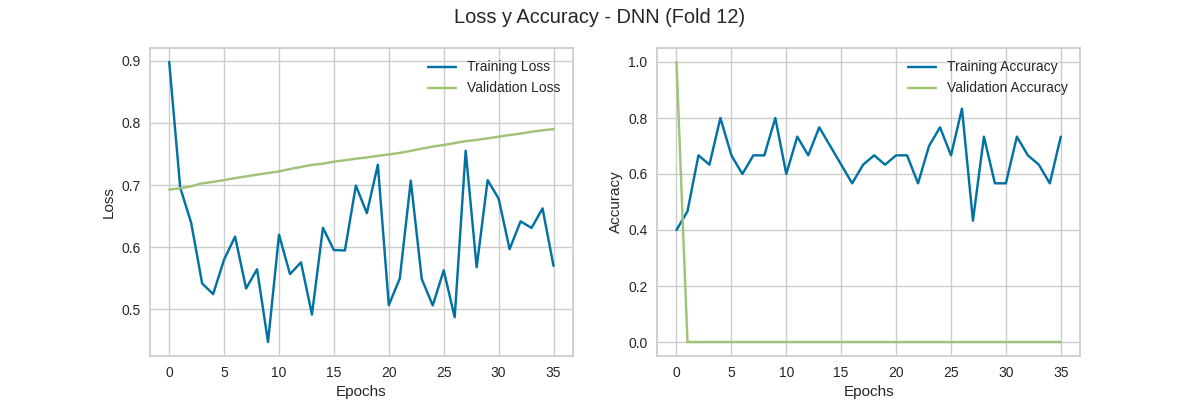 Loss y Accuracy - DNN (Fold 12)
0.9
0.8
0.7
0.6
0.5
Loss
Training Loss
Validation Loss
0 5 10 15 20 25 30 35
Epochs
1.0
0.8
0.6
0.4
0.2
0.0
Accuracy
Training Accuracy
Validation Accuracy
0 5 10 15 20 25 30 35
Epochs